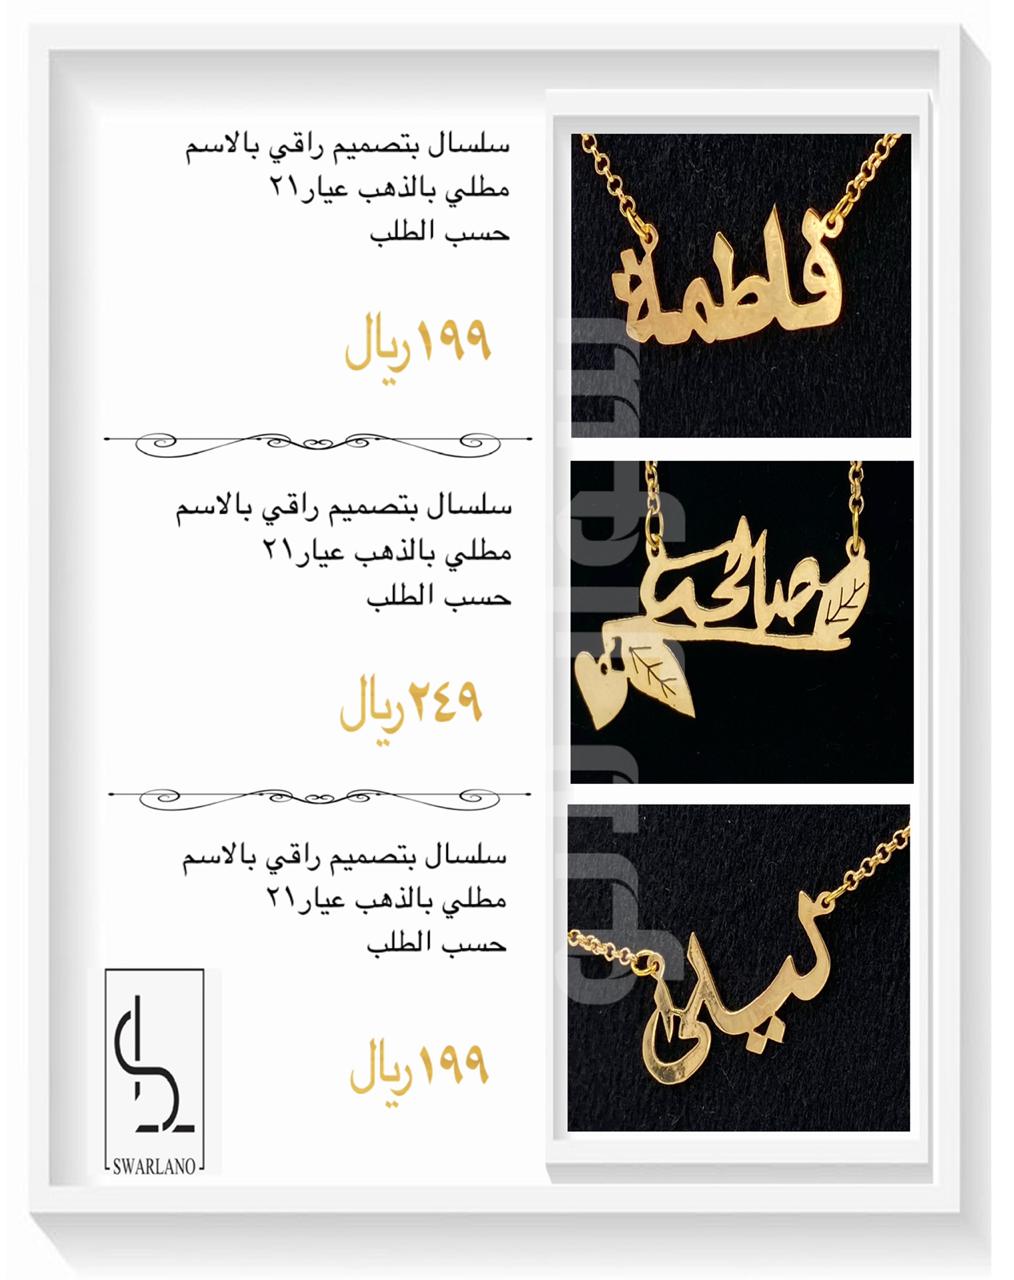 سلسال بتصميم راقي بالاسم
مطلي بالذهب عيار٢١
حسب الطلب
١٩٩ريال
فاطمة
سلسال بتصميم راقي بالاسم
مطلي بالذهب عيار٢١
حسب الطلب
٢٤٩ريال
صالحة
سلسال بتصميم راقي بالاسم
مطلي بالذهب عيار٢١
حسب الطلب
١٩٩ريال
ليلى
SWARLANO